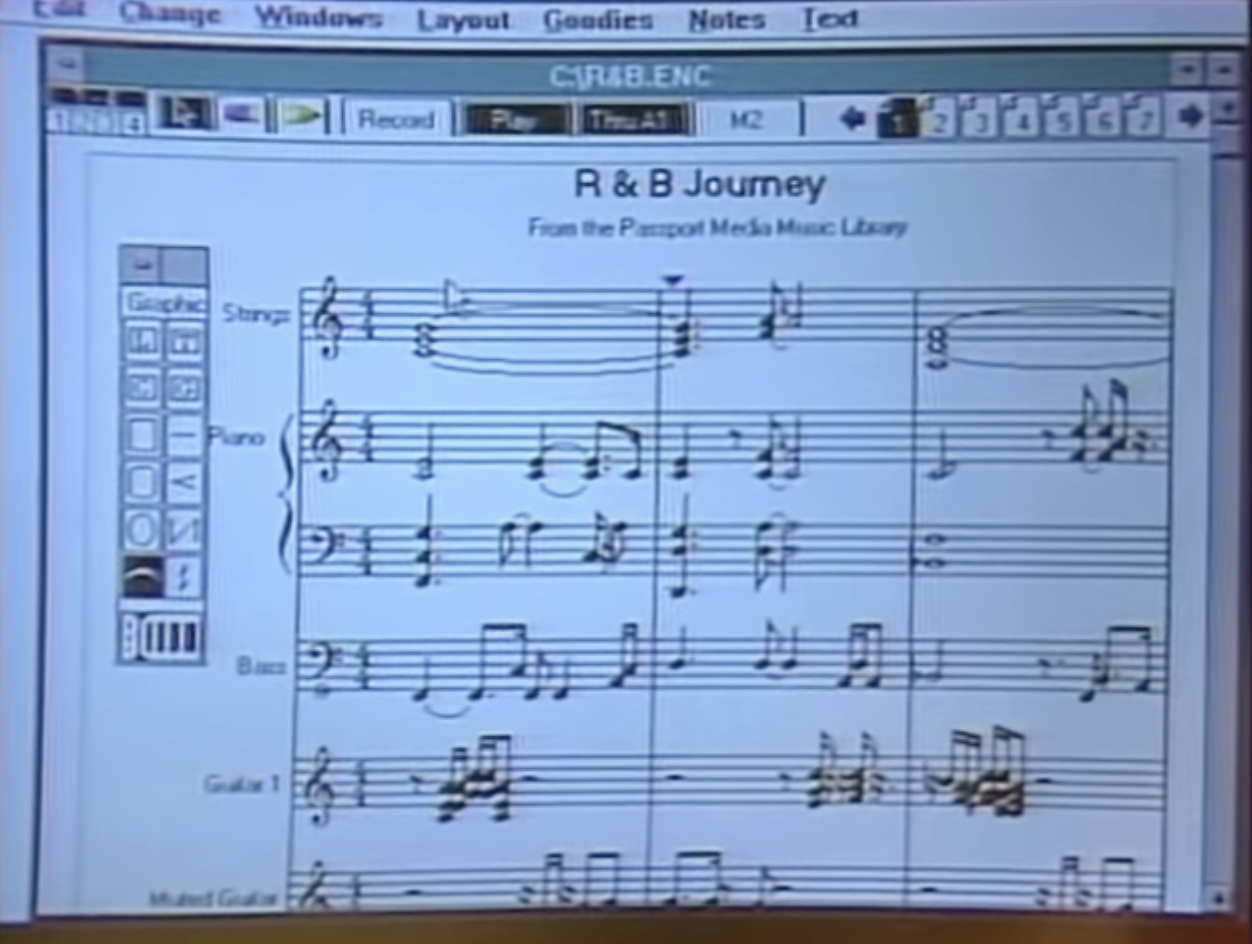 Edit Change Windows Layout Goodies Notes Text
C:\R&B.ENC
1 2 3 4 Record Play Thru A1 M2 1 2 3 4 5 6 7
R & B Journey
From the Passport Media Music Library
Graphic
Strings
Piano
Bass
Guitar 1
Muted Guitar